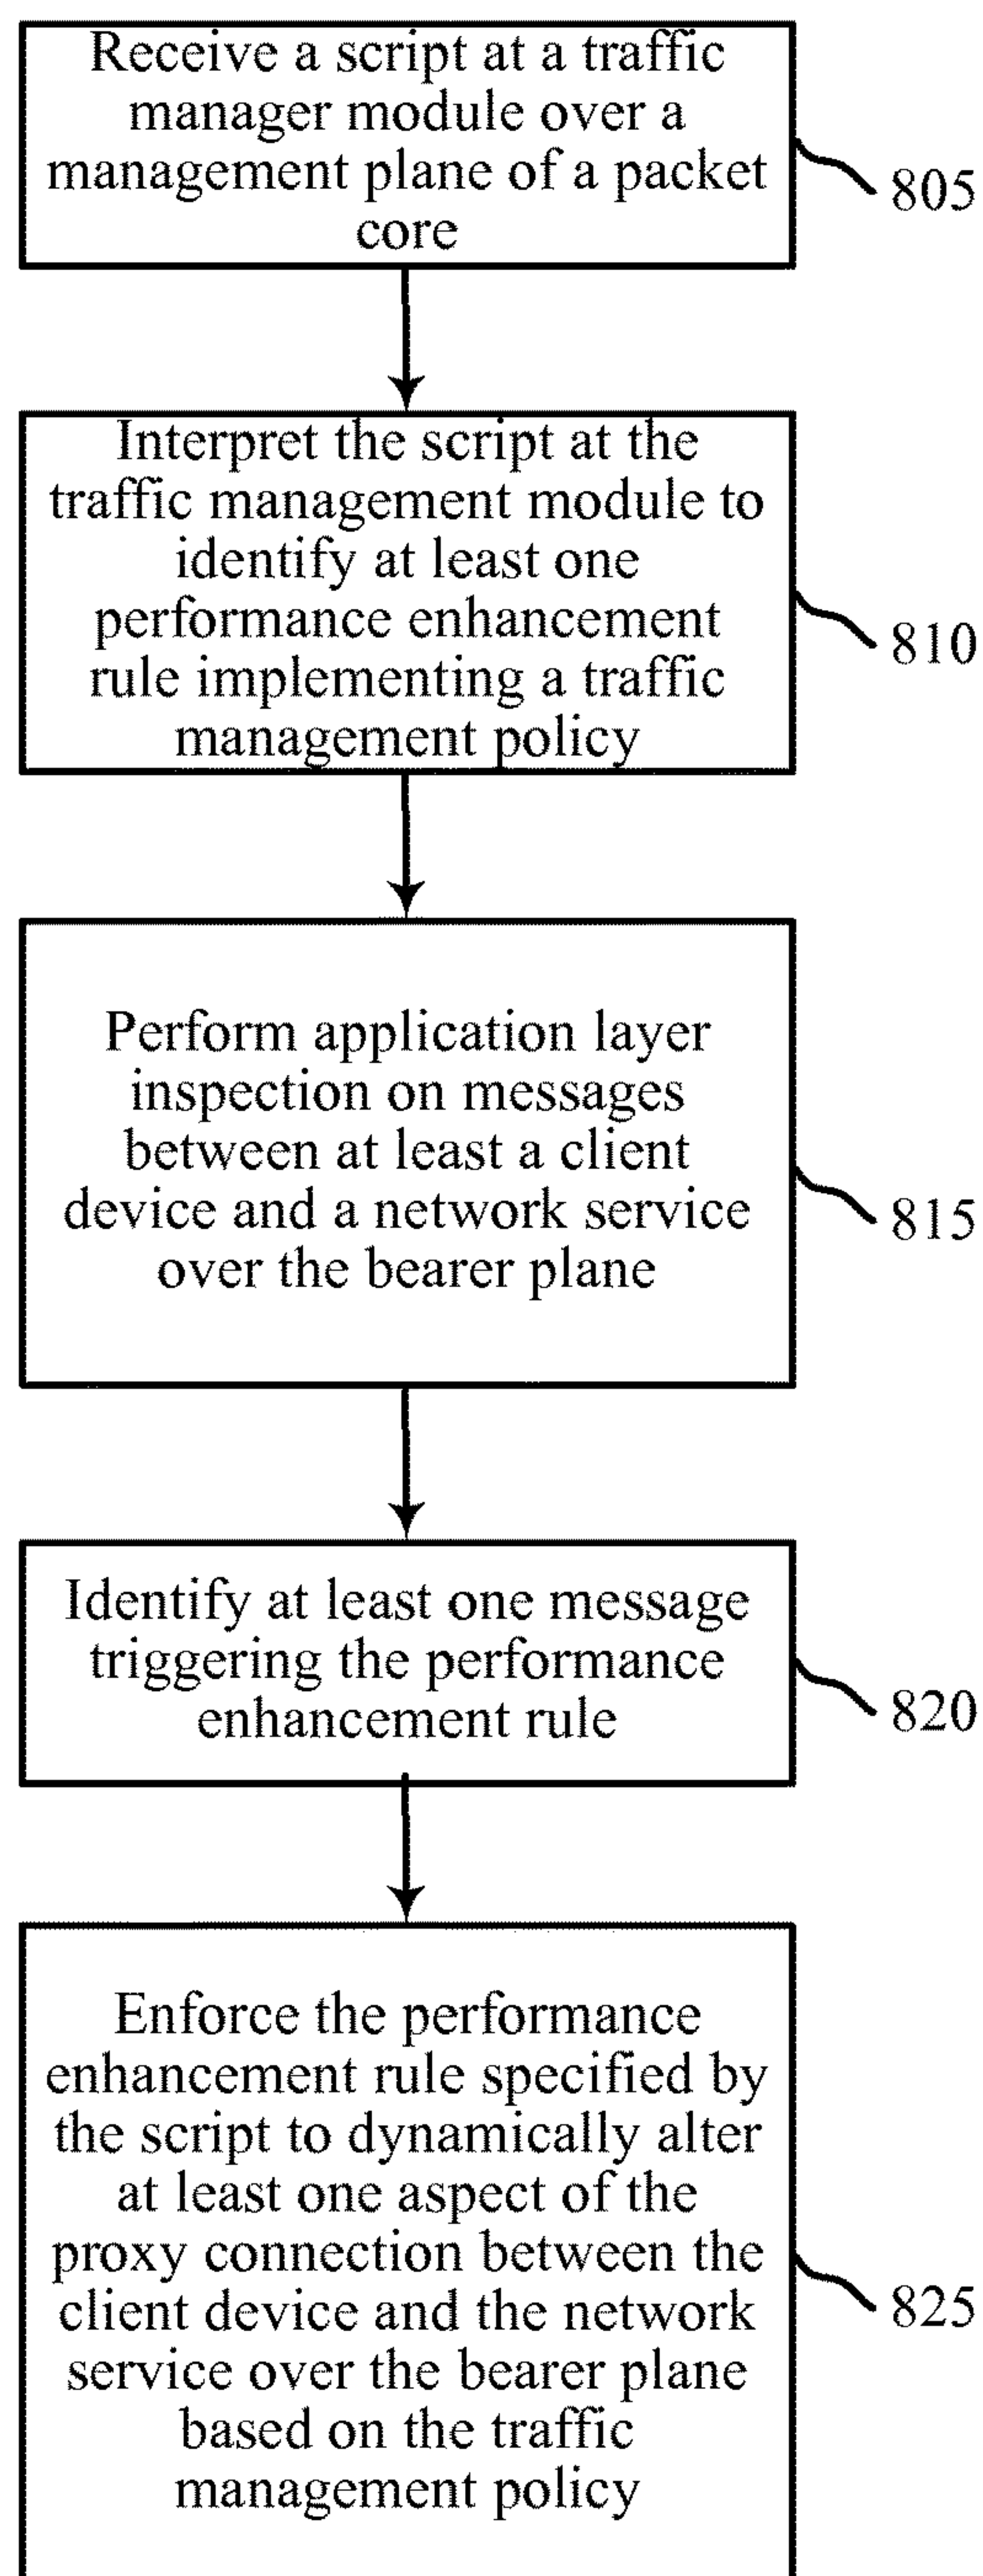 Receive a script at a traffic
manager module over a
management plane of a packet
core
805
Interpret the script at the
traffic management module to
identify at least one
performance enhancement
rule implementing a traffic
management policy
810
Perform application layer
inspection on messages
between at least a client
device and a network service
over the bearer plane
815
Identify at least one message
triggering the performance
enhancement rule
820
Enforce the performance
enhancement rule specified by
the script to dynamically alter
at least one aspect of the
proxy connection between the
client device and the network
service over the bearer plane
based on the traffic
management policy
825